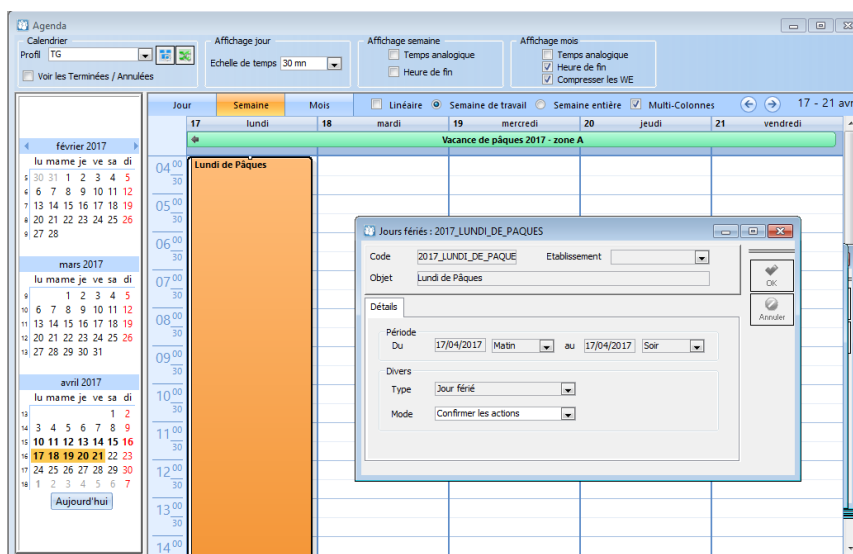 Agenda
Calendrier Affichage jour Affichage semaine Affichage mois
Profil TG Temps analogique Temps analogique
Echelle de temps 30 mn Heure de fin
Voir les Terminées / Annulées Heure de fin Compresser les WE
Jour Semaine Mois Linéaire Semaine de travail Semaine entière Multi-Colonnes 17 - 21 avr
17 lundi 18 mardi 19 mercredi 20 jeudi 21 vendredi
Vacance de pâques 2017 - zone A
février 2017
lu ma me je ve sa di
5 30 31 1 2 3 4 5
6 6 7 8 9 10 11 12
7 13 14 15 16 17 18 19
8 20 21 22 23 24 25 26
9 27 28
mars 2017
lu ma me je ve sa di
9 1 2 3 4 5
10 6 7 8 9 10 11 12
11 13 14 15 16 17 18 19
12 20 21 22 23 24 25 26
13 27 28 29 30 31
avril 2017
lu ma me je ve sa di
13 1 2
14 3 4 5 6 7 8 9
15 10 11 12 13 14 15 16
16 17 18 19 20 21 22 23
17 24 25 26 27 28 29 30
18 1 2 3 4 5 6 7
Aujourd'hui
04 00
30
05 00
30
06 00
30
07 00
30
08 00
30
09 00
30
10 00
30
11 00
30
12 00
30
13 00
30
14 00
Lundi de Pâques
Jours fériés : 2017_LUNDI_DE_PAQUES
Code 2017_LUNDI_DE_PAQUE Etablissement
Objet Lundi de Pâques
OK
Annuler
Détails
Période
Du 17/04/2017 Matin au 17/04/2017 Soir
Divers
Type Jour férié
Mode Confirmer les actions